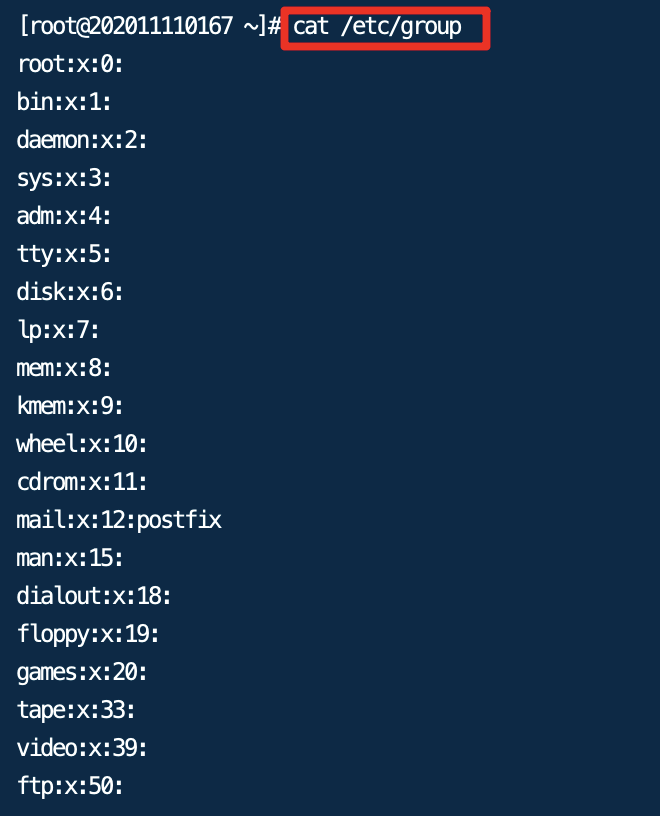 [root@202011110167 ~]# cat /etc/group
root:x:0:
bin:x:1:
daemon:x:2:
sys:x:3:
adm:x:4:
tty:x:5:
disk:x:6:
lp:x:7:
mem:x:8:
kmem:x:9:
wheel:x:10:
cdrom:x:11:
mail:x:12:postfix
man:x:15:
dialout:x:18:
floppy:x:19:
games:x:20:
tape:x:33:
video:x:39:
ftp:x:50: